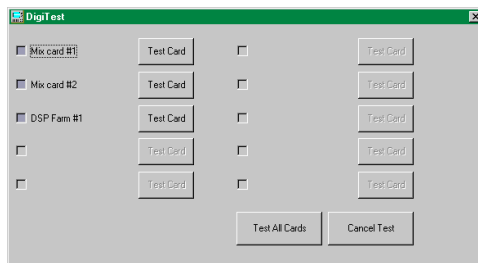 DigiTest
Mix card #1 Test Card Test Card
Mix card #2 Test Card Test Card
DSP Farm #1 Test Card Test Card
Test Card Test Card
Test Card Test Card
Test All Cards Cancel Test